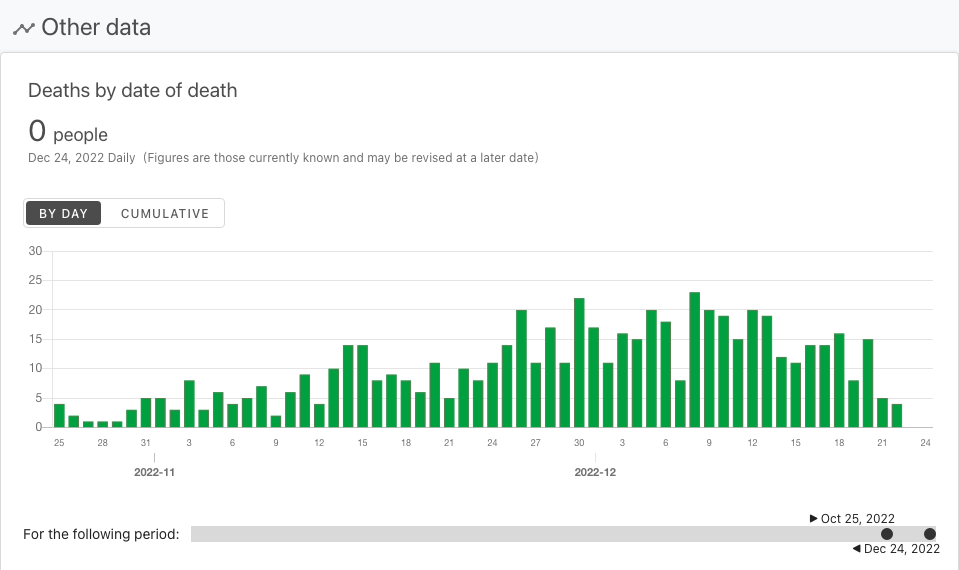 Other data
Deaths by date of death
0 people
Dec 24, 2022 Daily (Figures are those currently known and may be revised at a later date)
BY DAY CUMULATIVE
30
25
20
15
10
5
0
25 28 31 3 6 9 12 15 18 21 24 27 30 3 6 9 12 15 18 21 24
2022-11 2022-12
▶ Oct 25, 2022
For the following period:
◀ Dec 24, 2022